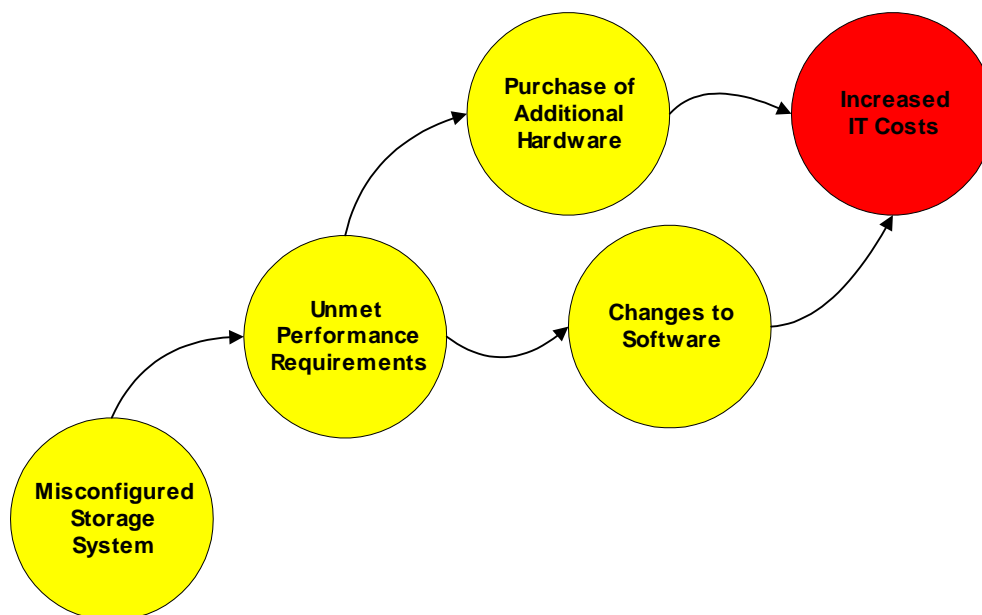 Purchase of
Additional
Hardware
Increased
IT Costs
Unmet
Performance
Requirements
Changes to
Software
Misconfigured
Storage
System